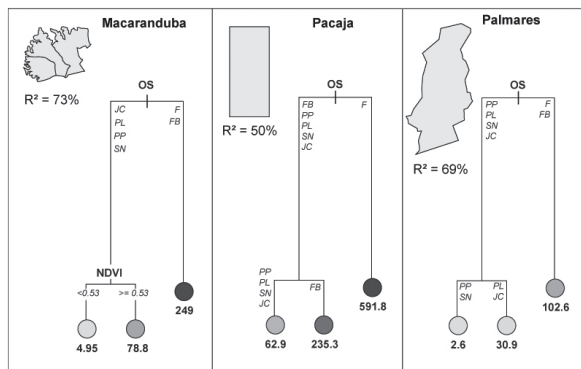 Macaranduba
R² = 73%
OS
JC
PL
PP
SN
F
FB
NDVI
<0.53
>= 0.53
249
4.95
78.8
Pacaja
R² = 50%
OS
FB
PP
PL
SN
JC
F
PP
PL
SN
JC
FB
591.8
62.9
235.3
Palmares
R² = 69%
OS
PP
PL
SN
JC
F
FB
PP
SN
PL
JC
102.6
2.6
30.9